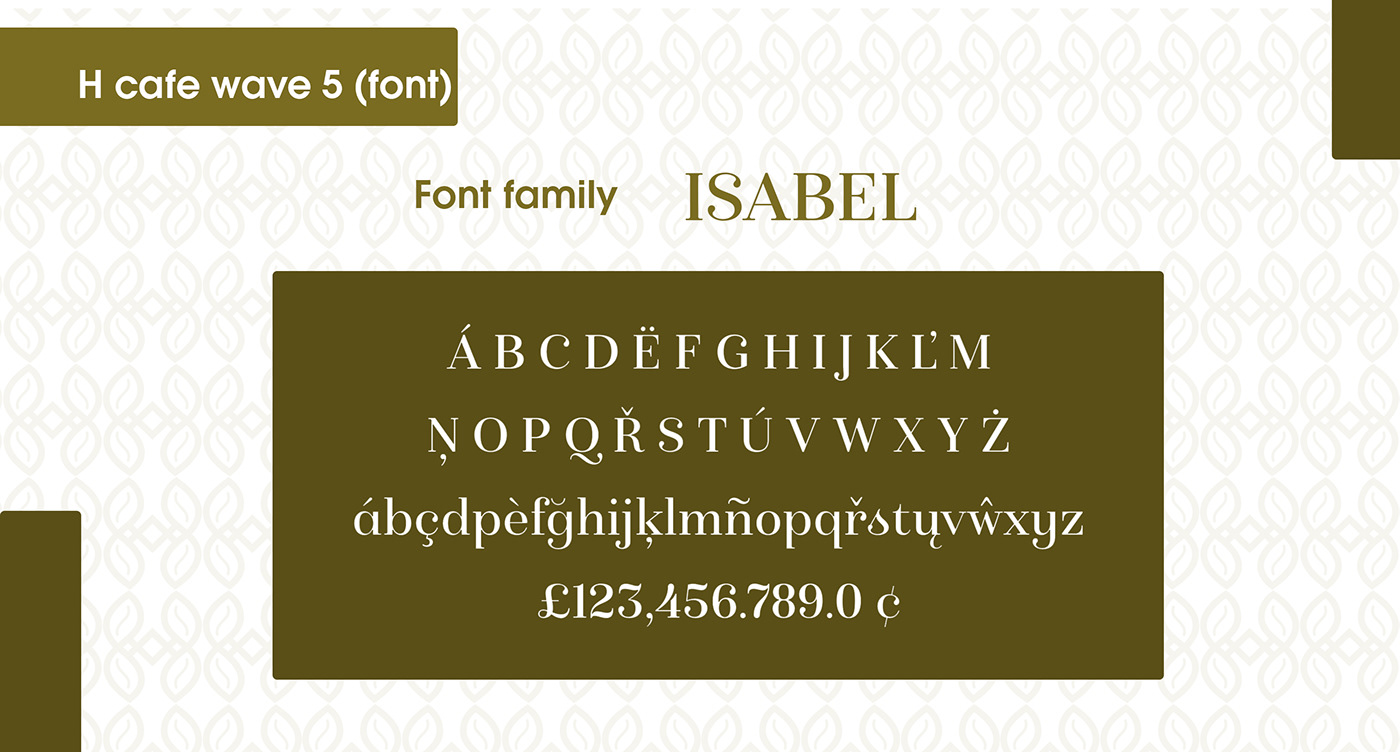 H cafe wave 5 (font)
Font family ISABEL
Á B C D Ë F G H I J K Ľ M
Ņ O P Q Ř S T Ú V W X Y Ż
ábçdpèfğhijķlmñopqřstųvŵxyz
£123,456.789.0 ¢